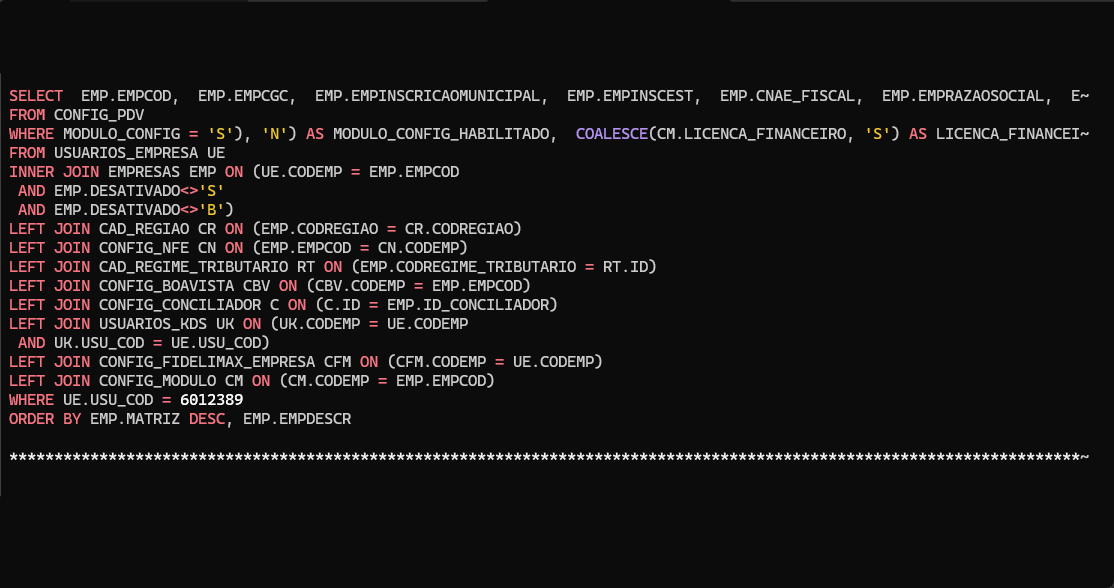 SELECT  EMP.EMPCOD,  EMP.EMPCGC,  EMP.EMPINSCRICAOMUNICIPAL,  EMP.EMPINSCEST,  EMP.CNAE_FISCAL,  EMP.EMPRAZAOSOCIAL,  E~
FROM CONFIG_PDV
WHERE MODULO_CONFIG = 'S'), 'N') AS MODULO_CONFIG_HABILITADO,  COALESCE(CM.LICENCA_FINANCEIRO, 'S') AS LICENCA_FINANCEI~
FROM USUARIOS_EMPRESA UE
INNER JOIN EMPRESAS EMP ON (UE.CODEMP = EMP.EMPCOD
 AND EMP.DESATIVADO<>'S'
 AND EMP.DESATIVADO<>'B')
LEFT JOIN CAD_REGIAO CR ON (EMP.CODREGIAO = CR.CODREGIAO)
LEFT JOIN CONFIG_NFE CN ON (EMP.EMPCOD = CN.CODEMP)
LEFT JOIN CAD_REGIME_TRIBUTARIO RT ON (EMP.CODREGIME_TRIBUTARIO = RT.ID)
LEFT JOIN CONFIG_BOAVISTA CBV ON (CBV.CODEMP = EMP.EMPCOD)
LEFT JOIN CONFIG_CONCILIADOR C ON (C.ID = EMP.ID_CONCILIADOR)
LEFT JOIN USUARIOS_KDS UK ON (UK.CODEMP = UE.CODEMP
 AND UK.USU_COD = UE.USU_COD)
LEFT JOIN CONFIG_FIDELIMAX_EMPRESA CFM ON (CFM.CODEMP = UE.CODEMP)
LEFT JOIN CONFIG_MODULO CM ON (CM.CODEMP = EMP.EMPCOD)
WHERE UE.USU_COD = 6012389
ORDER BY EMP.MATRIZ DESC, EMP.EMPDESCR
***********************************************************************************************************************~